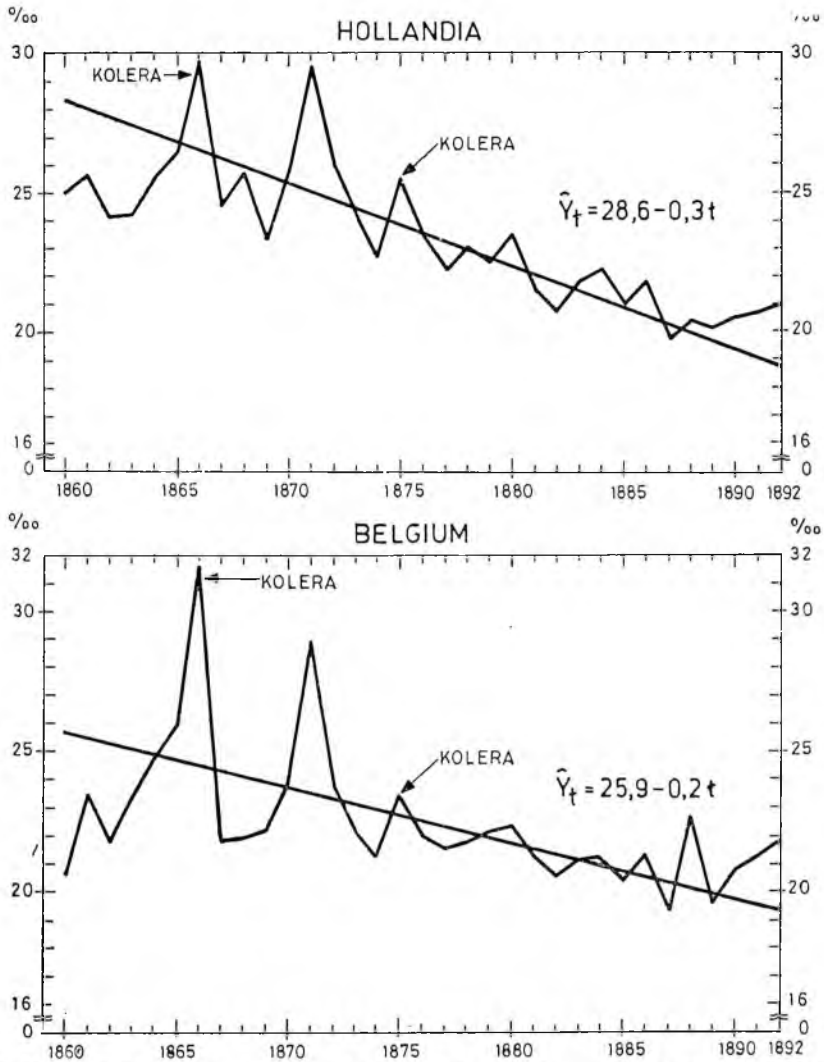 HOLLANDIA
‰ ‰
30 30
KOLERA
KOLERA
25 25
Ŷt = 28,6 – 0,3 t
20 20
16 16
0 0
1860 1865 1870 1875 1880 1885 1890 1892
BELGIUM
‰ ‰
32 32
KOLERA
30 30
25 25
KOLERA
Ŷt = 25,9 – 0,2 t
20 20
16 16
0 0
1860 1865 1870 1875 1880 1885 1890 1892